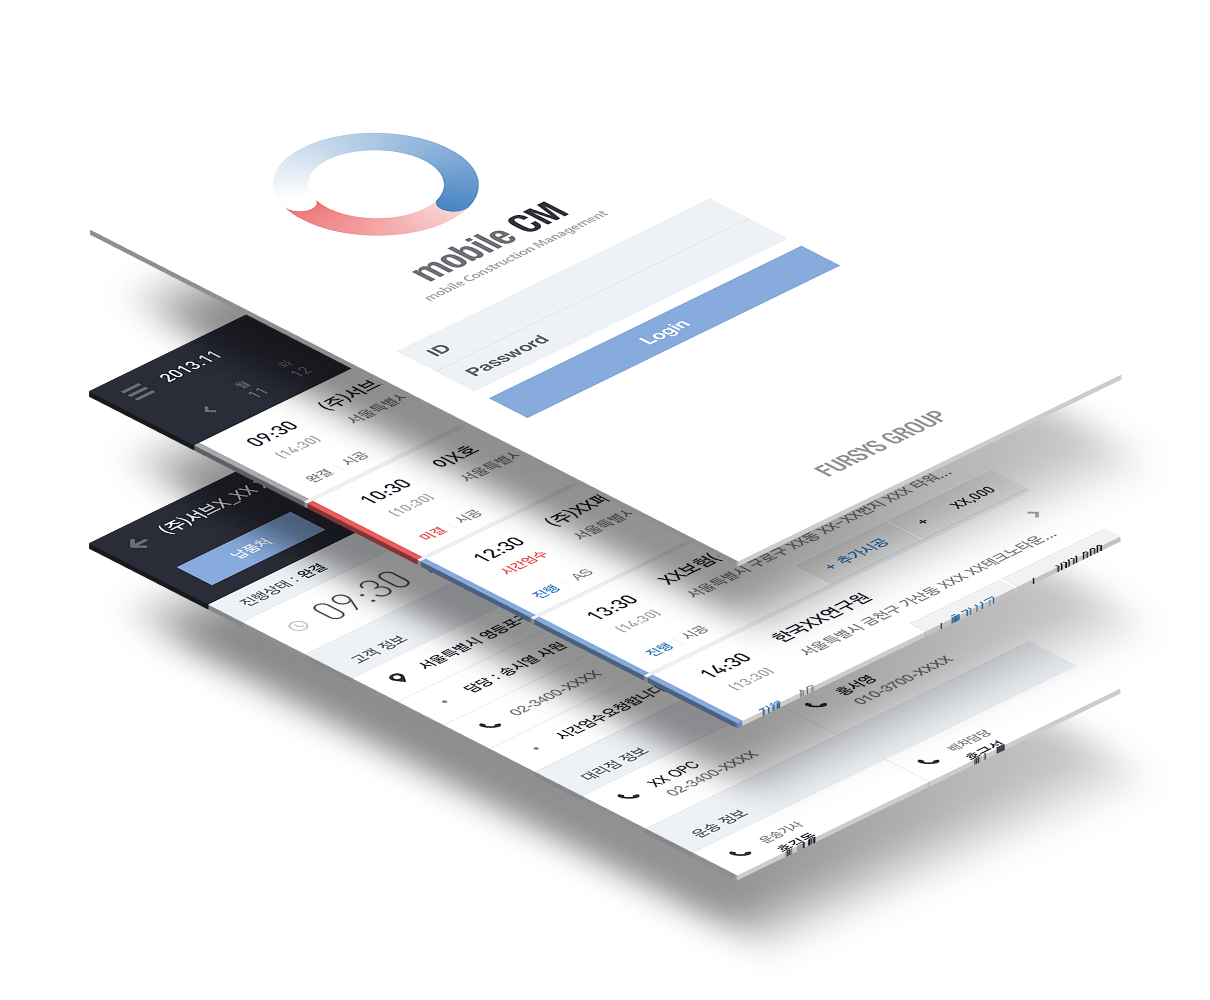 mobile CM
mobile Construction Management
ID
Password
Login
FURSYS GROUP
2013.11
월
11
화
12
09:30
(14:30)
(주)서브
서울특별시
완결
시공
10:30
(10:30)
이X호
서울특별시
미결
시공
12:30
시간엄수
(주)XX퍼
서울특별시
진행
AS
13:30
(14:30)
XX보험(
서울특별시 구로구 XX동 XX-XX번지 XXX 타워...
진행
시공
+ 추가시공
+ XX,000
14:30
(13:30)
한국XX연구원
서울특별시 금천구 가산동 XXX XX테크노타운...
(주)서브X_XX
납품처
진행상태 : 완결
09:30
고객 정보
서울특별시 영등포구
담당 : 송시열 사원
02-3400-XXXX
시간엄수요청합니다
대리점 정보
XX OPC
02-3400-XXXX
홍서영
010-3700-XXXX
운송 정보
운송기사
홍길동
배차담당